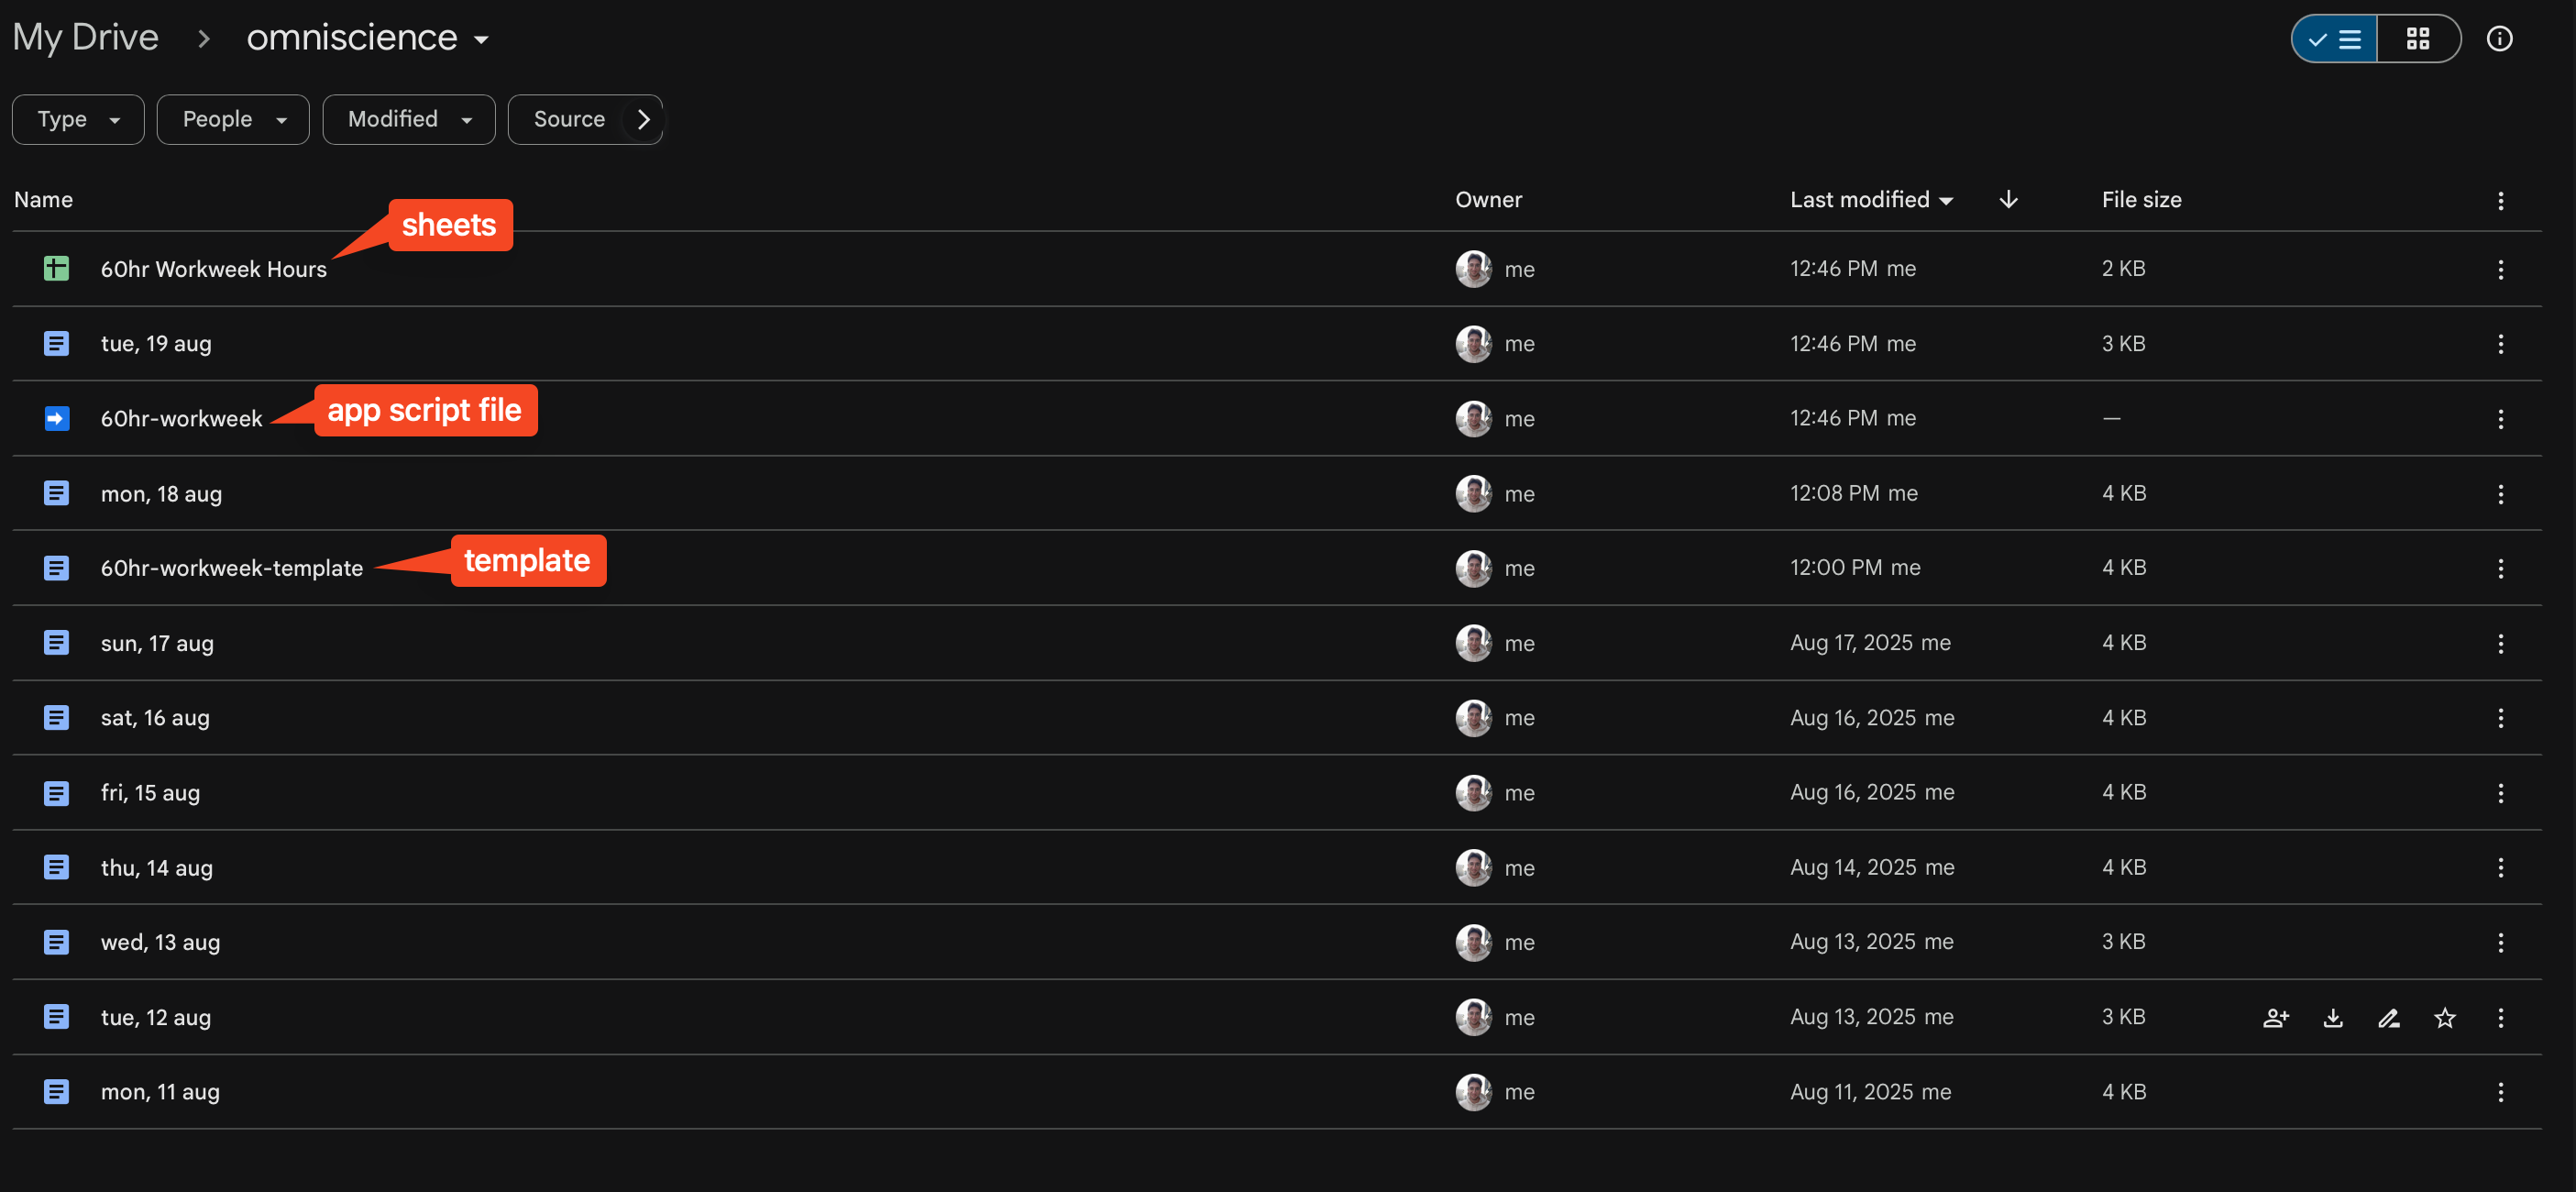 My Drive > omniscience
Type People Modified Source
Name Owner Last modified File size
sheets
60hr Workweek Hours me 12:46 PM me 2 KB
tue, 19 aug me 12:46 PM me 3 KB
app script file
60hr-workweek me 12:46 PM me —
mon, 18 aug me 12:08 PM me 4 KB
template
60hr-workweek-template me 12:00 PM me 4 KB
sun, 17 aug me Aug 17, 2025 me 4 KB
sat, 16 aug me Aug 16, 2025 me 4 KB
fri, 15 aug me Aug 16, 2025 me 4 KB
thu, 14 aug me Aug 14, 2025 me 4 KB
wed, 13 aug me Aug 13, 2025 me 3 KB
tue, 12 aug me Aug 13, 2025 me 3 KB
mon, 11 aug me Aug 11, 2025 me 4 KB